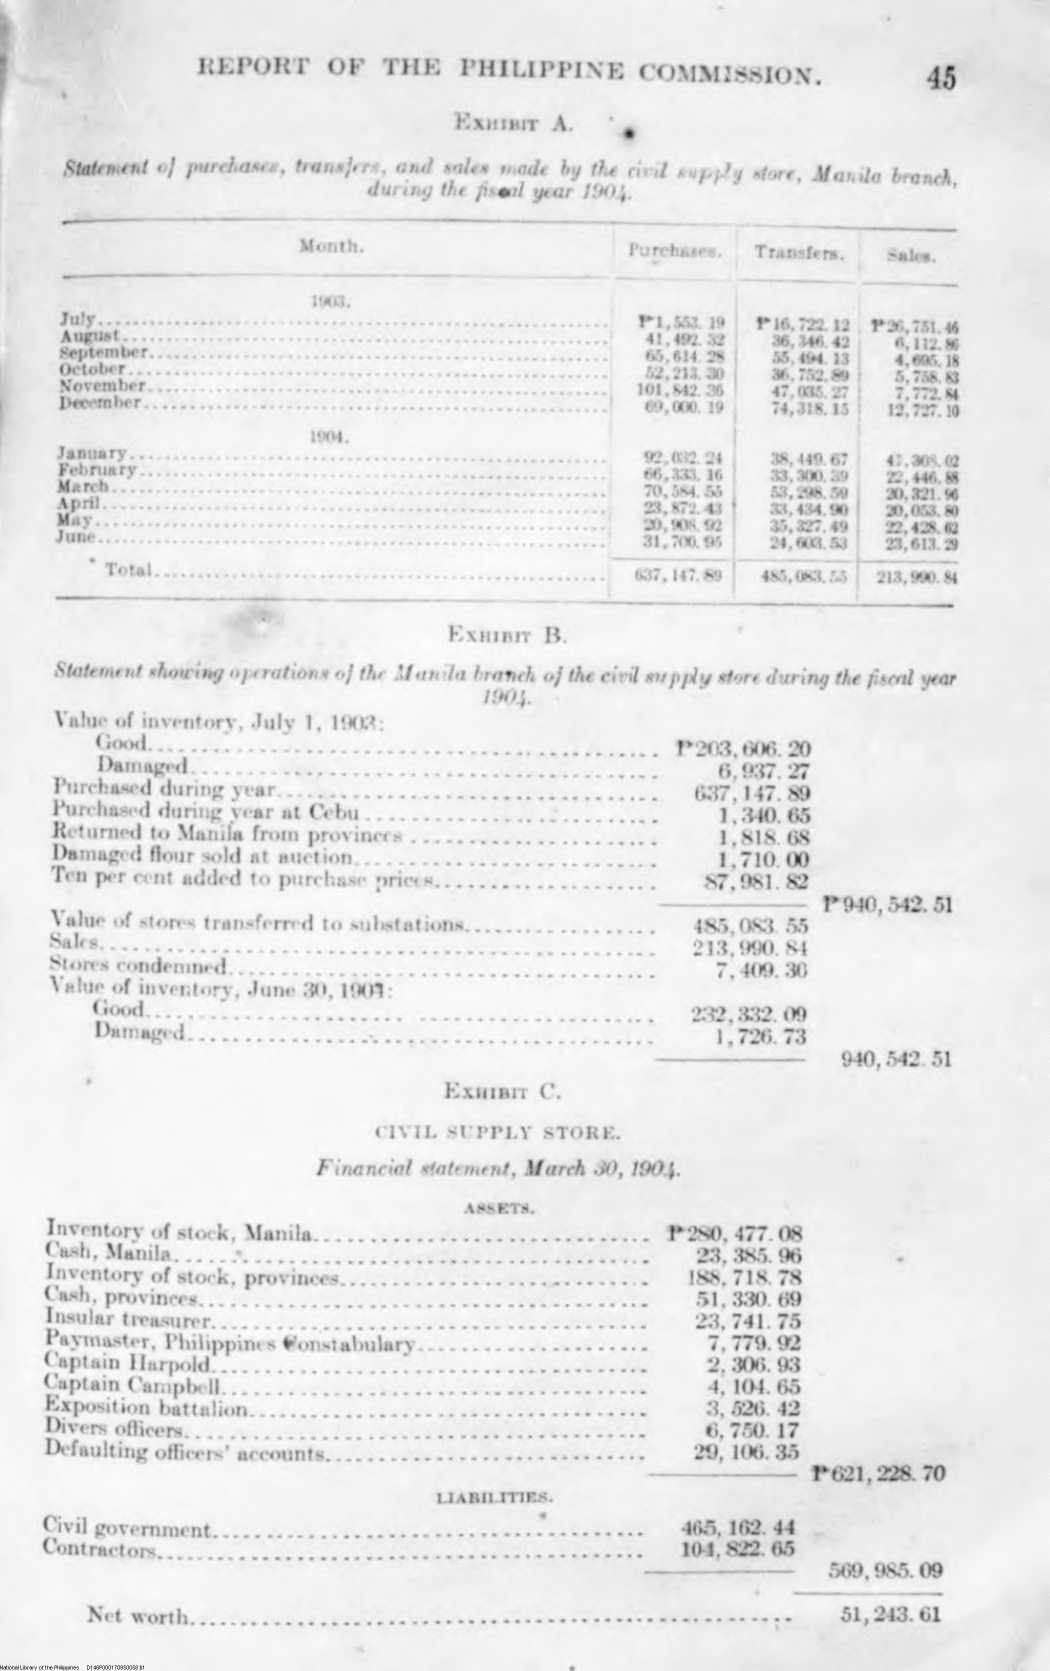 REPORT OF THE PHILIPPINE COMMISSION. 45
EXHIBIT A.
Statement of purchases, transfers, and sales made by the civil supply store, Manila branch,
during the fiscal year 1904.
Month. Purchases. Transfers. Sales.
1903.
July ₱1,553.19 ₱16,722.12 ₱26,751.46
August 41,492.32 36,346.42 6,112.86
September 65,614.28 55,494.13 4,695.18
October 52,213.30 36,752.89 5,758.83
November 101,842.36 47,035.27 7,772.84
December 69,000.19 74,318.15 12,727.10
1904.
January 92,032.24 38,449.67 41,308.02
February 66,333.16 33,300.39 22,446.88
March 70,584.55 53,298.59 20,321.96
April 23,872.43 33,434.90 20,053.80
May 20,908.92 35,327.49 22,428.62
June 31,700.95 24,603.53 23,613.29
Total 637,147.89 485,083.55 213,990.84
EXHIBIT B.
Statement showing operations of the Manila branch of the civil supply store during the fiscal year
1904.
Value of inventory, July 1, 1903:
Good ₱203,606.20
Damaged 6,937.27
Purchased during year 637,147.89
Purchased during year at Cebu 1,340.65
Returned to Manila from provinces 1,818.68
Damaged flour sold at auction 1,710.00
Ten per cent added to purchase prices 87,981.82
₱940,542.51
Value of stores transferred to substations 485,083.55
Sales 213,990.84
Stores condemned 7,409.30
Value of inventory, June 30, 1904:
Good 232,332.09
Damaged 1,726.73
940,542.51
EXHIBIT C.
CIVIL SUPPLY STORE.
Financial statement, March 30, 1904.
ASSETS.
Inventory of stock, Manila ₱280,477.08
Cash, Manila 23,385.96
Inventory of stock, provinces 188,718.78
Cash, provinces 51,330.69
Insular treasurer 23,741.75
Paymaster, Philippines Constabulary 7,779.92
Captain Harpold 2,306.93
Captain Campbell 4,104.65
Exposition battalion 3,526.42
Divers officers 6,750.17
Defaulting officers' accounts 29,106.35
₱621,228.70
LIABILITIES.
Civil government 465,162.44
Contractors 104,822.65
569,985.09
Net worth 51,243.61
National Library of the Philippines